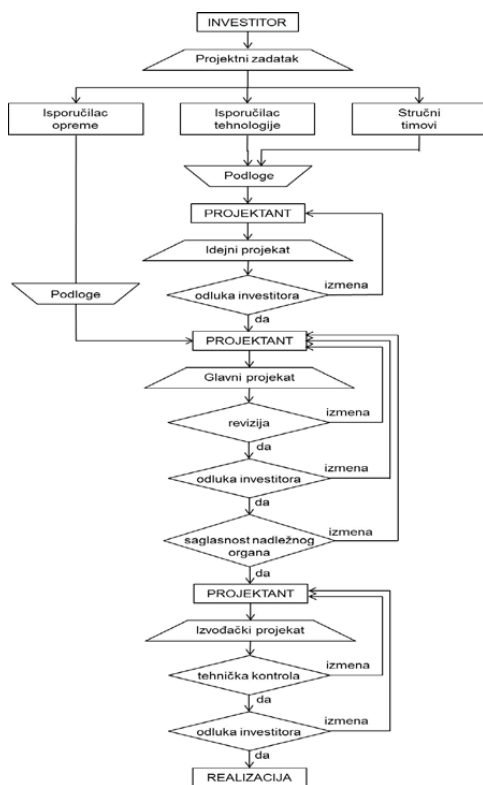 INVESTITOR
Projektni zadatak
Isporučilac
opreme
Isporučilac
tehnologije
Stručni
timovi
Podloge
PROJEKTANT
Idejni projekat
izmena
odluka investitora
Podloge
da
PROJEKTANT
Glavni projekat
izmena
revizija
da
izmena
odluka investitora
da
izmena
saglasnost nadležnog
organa
da
PROJEKTANT
Izvođački projekat
izmena
tehnička kontrola
da
izmena
odluka investitora
da
REALIZACIJA